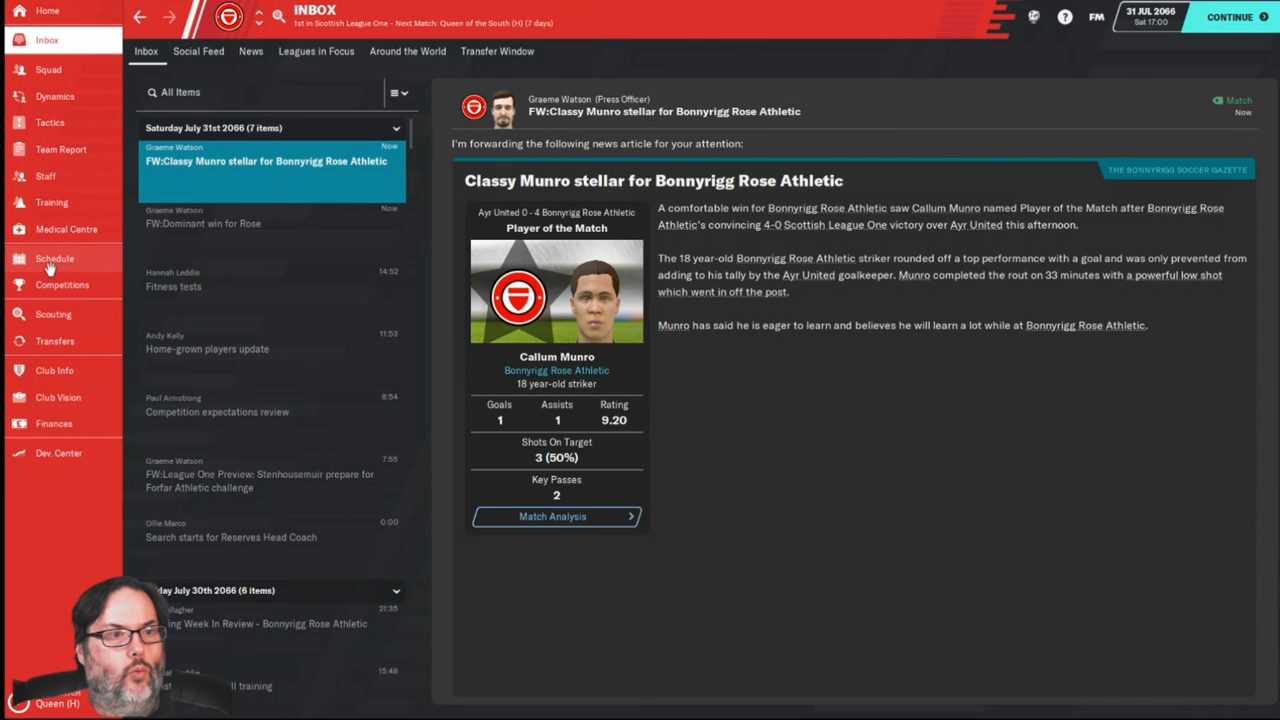 Home
Inbox
Squad
Dynamics
Tactics
Team Report
Staff
Training
Medical Centre
Schedule
Competitions
Scouting
Transfers
Club Info
Club Vision
Finances
Dev. Center
Queen (H)
INBOX
1st in Scottish League One - Next Match: Queen of the South (H) (7 days)
?
FM
31 JUL 2066
Sat 17:00
CONTINUE
Inbox
Social Feed
News
Leagues in Focus
Around the World
Transfer Window
All Items
Saturday July 31st 2066 (7 items)
Graeme Watson
Now
FW:Classy Munro stellar for Bonnyrigg Rose Athletic
Graeme Watson
Now
FW:Dominant win for Rose
Hannah Leddie
14:52
Fitness tests
Andy Kelly
11:53
Home-grown players update
Paul Armstrong
8:54
Competition expectations review
Graeme Watson
7:55
FW:League One Preview: Stenhousemuir prepare for
Forfar Athletic challenge
Ollie Marco
0:00
Search starts for Reserves Head Coach
day July 30th 2066 (6 items)
21:35
ing Week In Review - Bonnyrigg Rose Athletic
15:48
ll training
Graeme Watson (Press Officer)
FW:Classy Munro stellar for Bonnyrigg Rose Athletic
Match
Now
I'm forwarding the following news article for your attention:
THE BONNYRIGG SOCCER GAZETTE
Classy Munro stellar for Bonnyrigg Rose Athletic
Ayr United 0 - 4 Bonnyrigg Rose Athletic
Player of the Match
Callum Munro
Bonnyrigg Rose Athletic
18 year-old striker
Goals Assists Rating
1 1 9.20
Shots On Target
3 (50%)
Key Passes
2
Match Analysis
A comfortable win for Bonnyrigg Rose Athletic saw Callum Munro named Player of the Match after Bonnyrigg Rose
Athletic's convincing 4-0 Scottish League One victory over Ayr United this afternoon.
The 18 year-old Bonnyrigg Rose Athletic striker rounded off a top performance with a goal and was only prevented from
adding to his tally by the Ayr United goalkeeper. Munro completed the rout on 33 minutes with a powerful low shot
which went in off the post.
Munro has said he is eager to learn and believes he will learn a lot while at Bonnyrigg Rose Athletic.